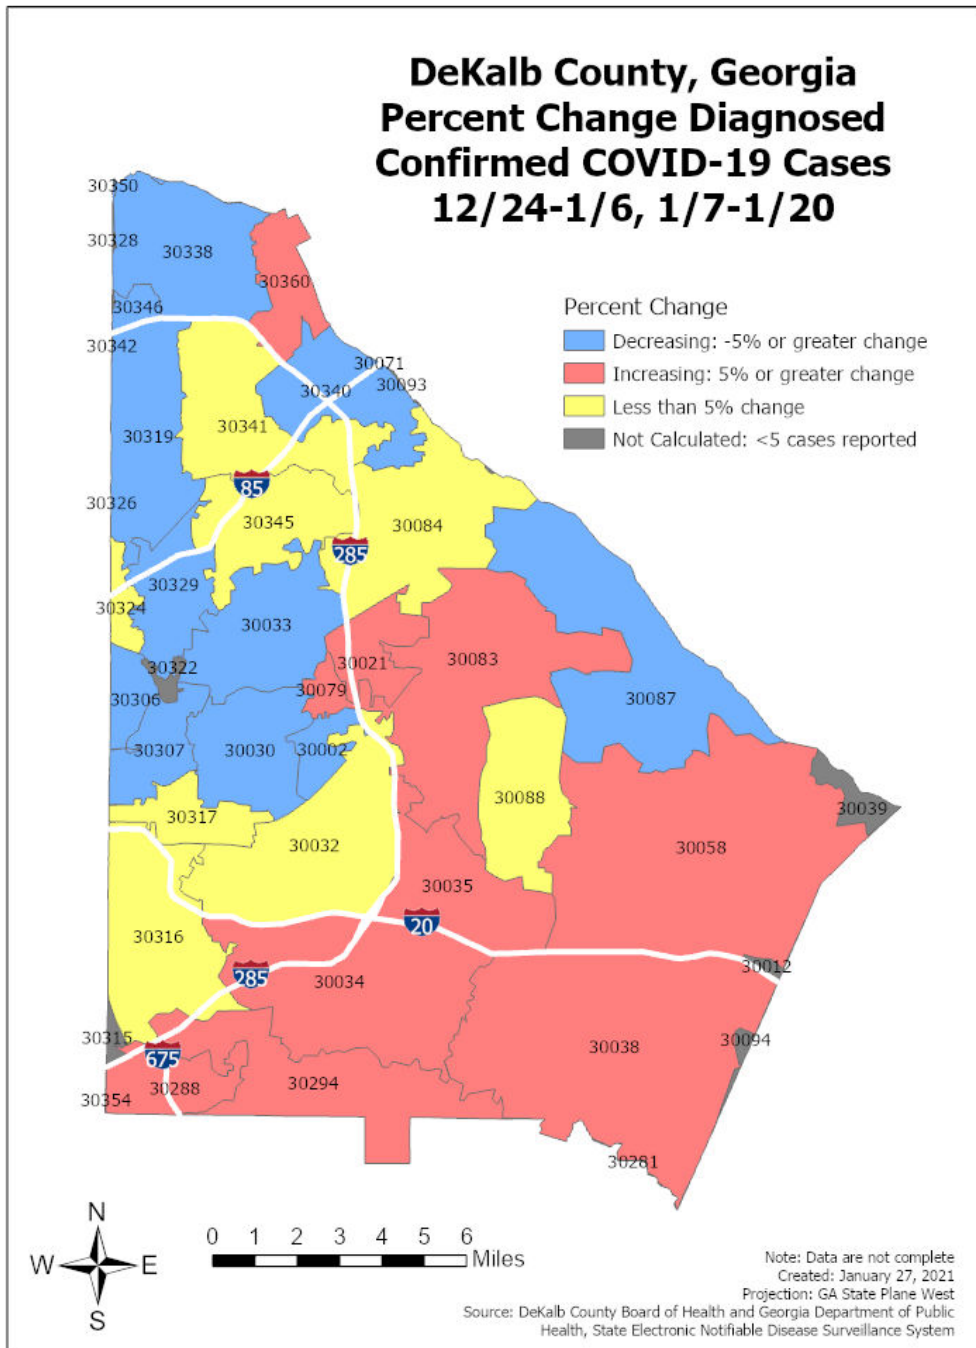 DeKalb County, Georgia
Percent Change Diagnosed
Confirmed COVID-19 Cases
12/24-1/6, 1/7-1/20
30350
30328
30338
30360
30346
30342
30071
30340
30093
30341
30319
85
30326
30345
30084
285
30329
30324
30033
30322
30021
30083
30079
30306
30087
30307
30030
30002
30088
30317
30039
30032
30058
30035
20
30316
30012
285
30034
30315
30094
675
30038
30288
30294
30354
30281
Percent Change
Decreasing: -5% or greater change
Increasing: 5% or greater change
Less than 5% change
Not Calculated: <5 cases reported
N
W E
S
0 1 2 3 4 5 6
Miles
Note: Data are not complete
Created: January 27, 2021
Projection: GA State Plane West
Source: DeKalb County Board of Health and Georgia Department of Public
Health, State Electronic Notifiable Disease Surveillance System